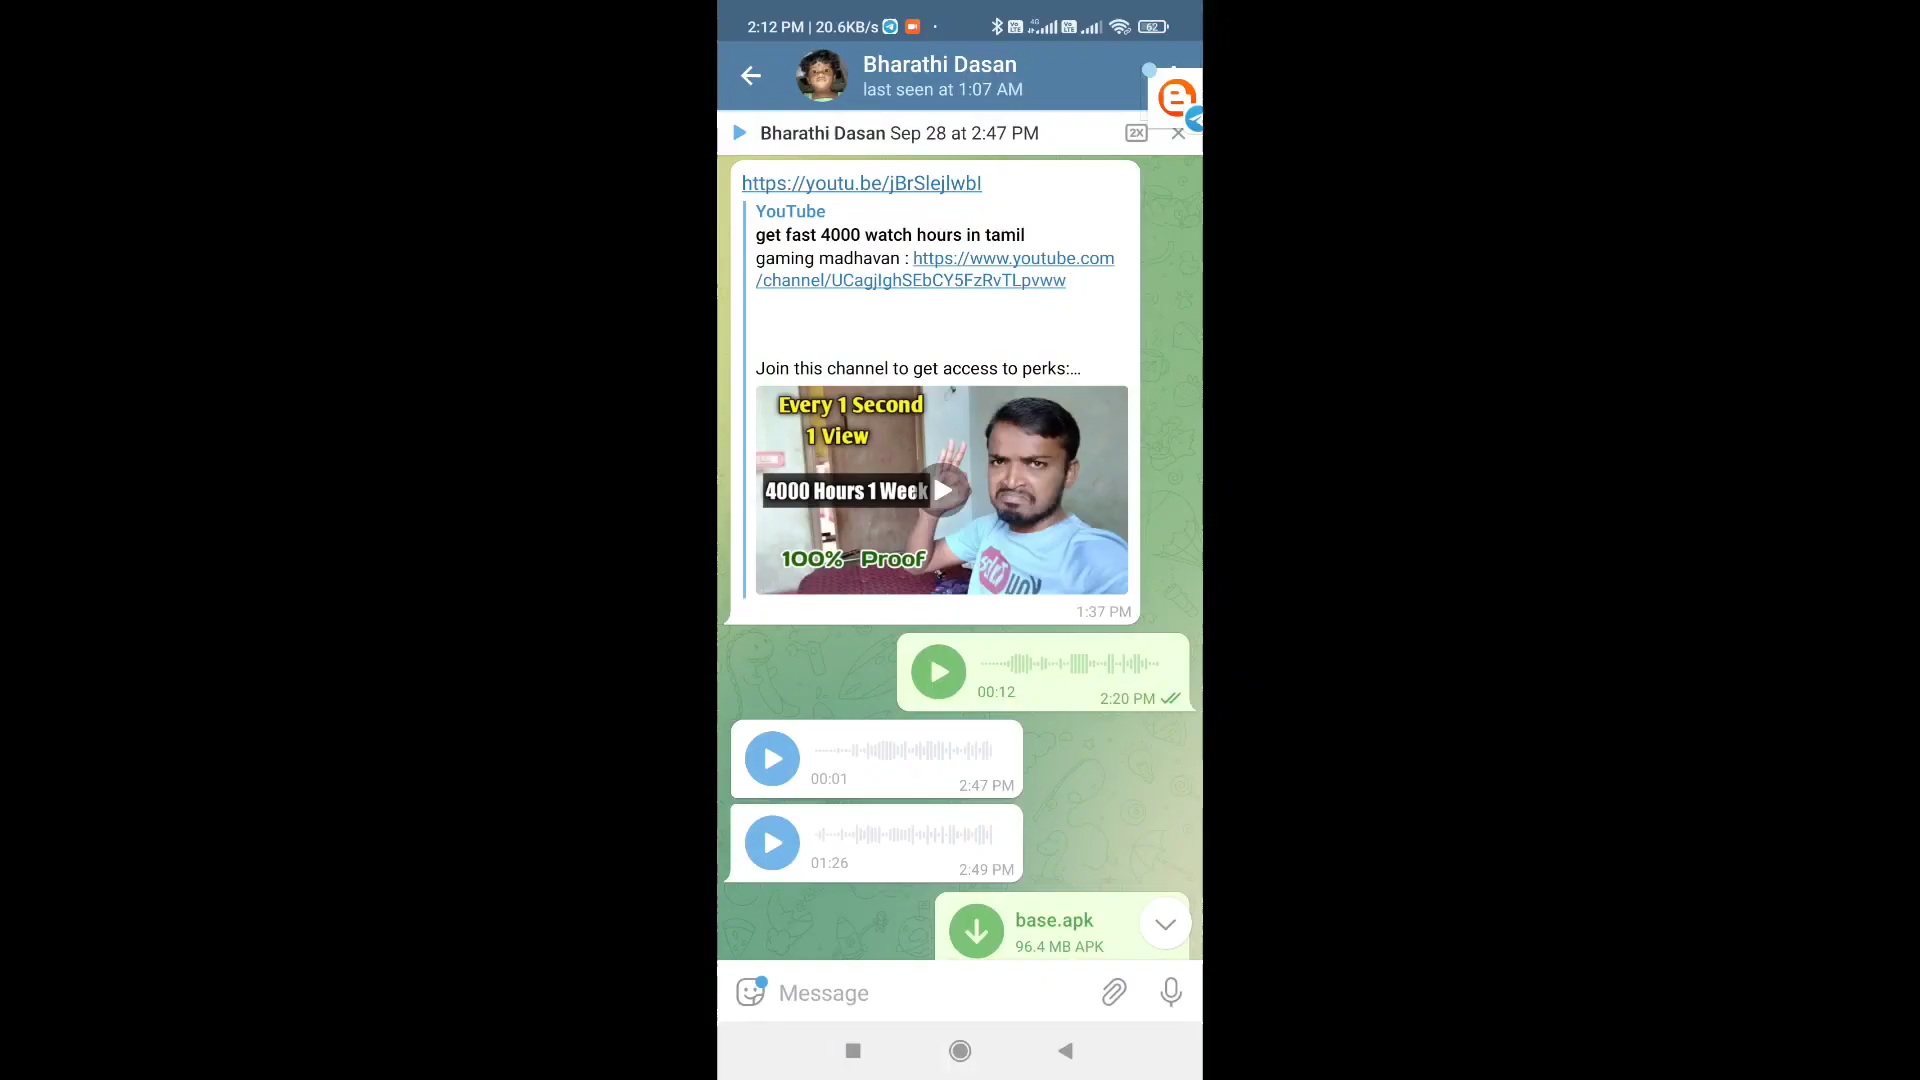 2:12 PM | 20.6KB/s
4G
62
Bharathi Dasan
last seen at 1:07 AM
Bharathi Dasan Sep 28 at 2:47 PM
2X
https://youtu.be/jBrSlejlwbI
YouTube
get fast 4000 watch hours in tamil
gaming madhavan : https://www.youtube.com
/channel/UCagjIghSEbCY5FzRvTLpvww
Join this channel to get access to perks:...
Every 1 Second
1 View
4000 Hours 1 Week
100% Proof
1:37 PM
00:12
2:20 PM
00:01
2:47 PM
01:26
2:49 PM
base.apk
96.4 MB APK
Message